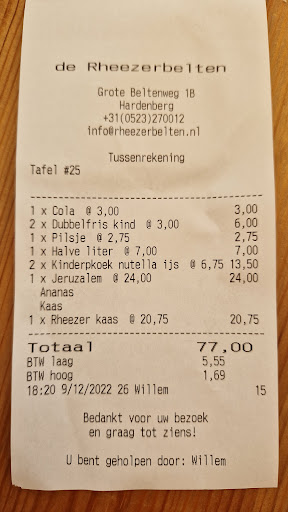 de Rheezerbelten
Grote Beltenweg 1B
Hardenberg
+31(0523)270012
info@rheezerbelten.nl
Tussenrekening
Tafel #25
1 x Cola @ 3,00 3,00
2 x Dubbelfris kind @ 3,00 6,00
1 x Pilsje @ 2,75 2,75
1 x Halve liter @ 7,00 7,00
2 x Kinderpkoek nutella ijs @ 6,75 13,50
1 x Jeruzalem @ 24,00 24,00
Ananas
Kaas
1 x Rheezer kaas @ 20,75 20,75
Totaal 77,00
BTW laag 5,55
BTW hoog 1,69
18:20 9/12/2022 26 Willem 15
Bedankt voor uw bezoek
en graag tot ziens!
U bent geholpen door: Willem